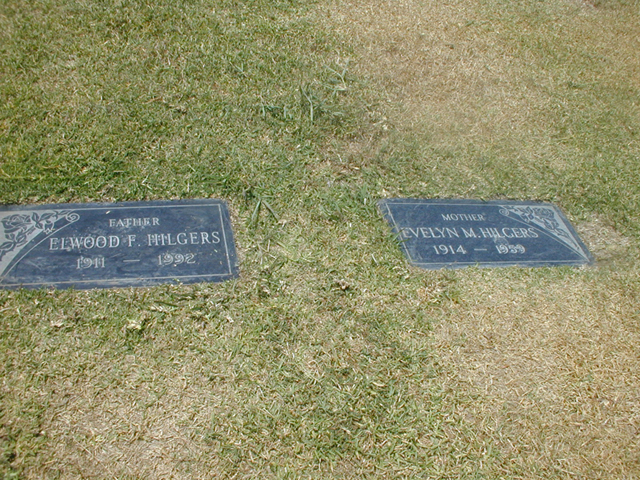 FATHER
ELWOOD F. HILGERS
1911 — 1992
MOTHER
EVELYN M. HILGERS
1914 — 1989